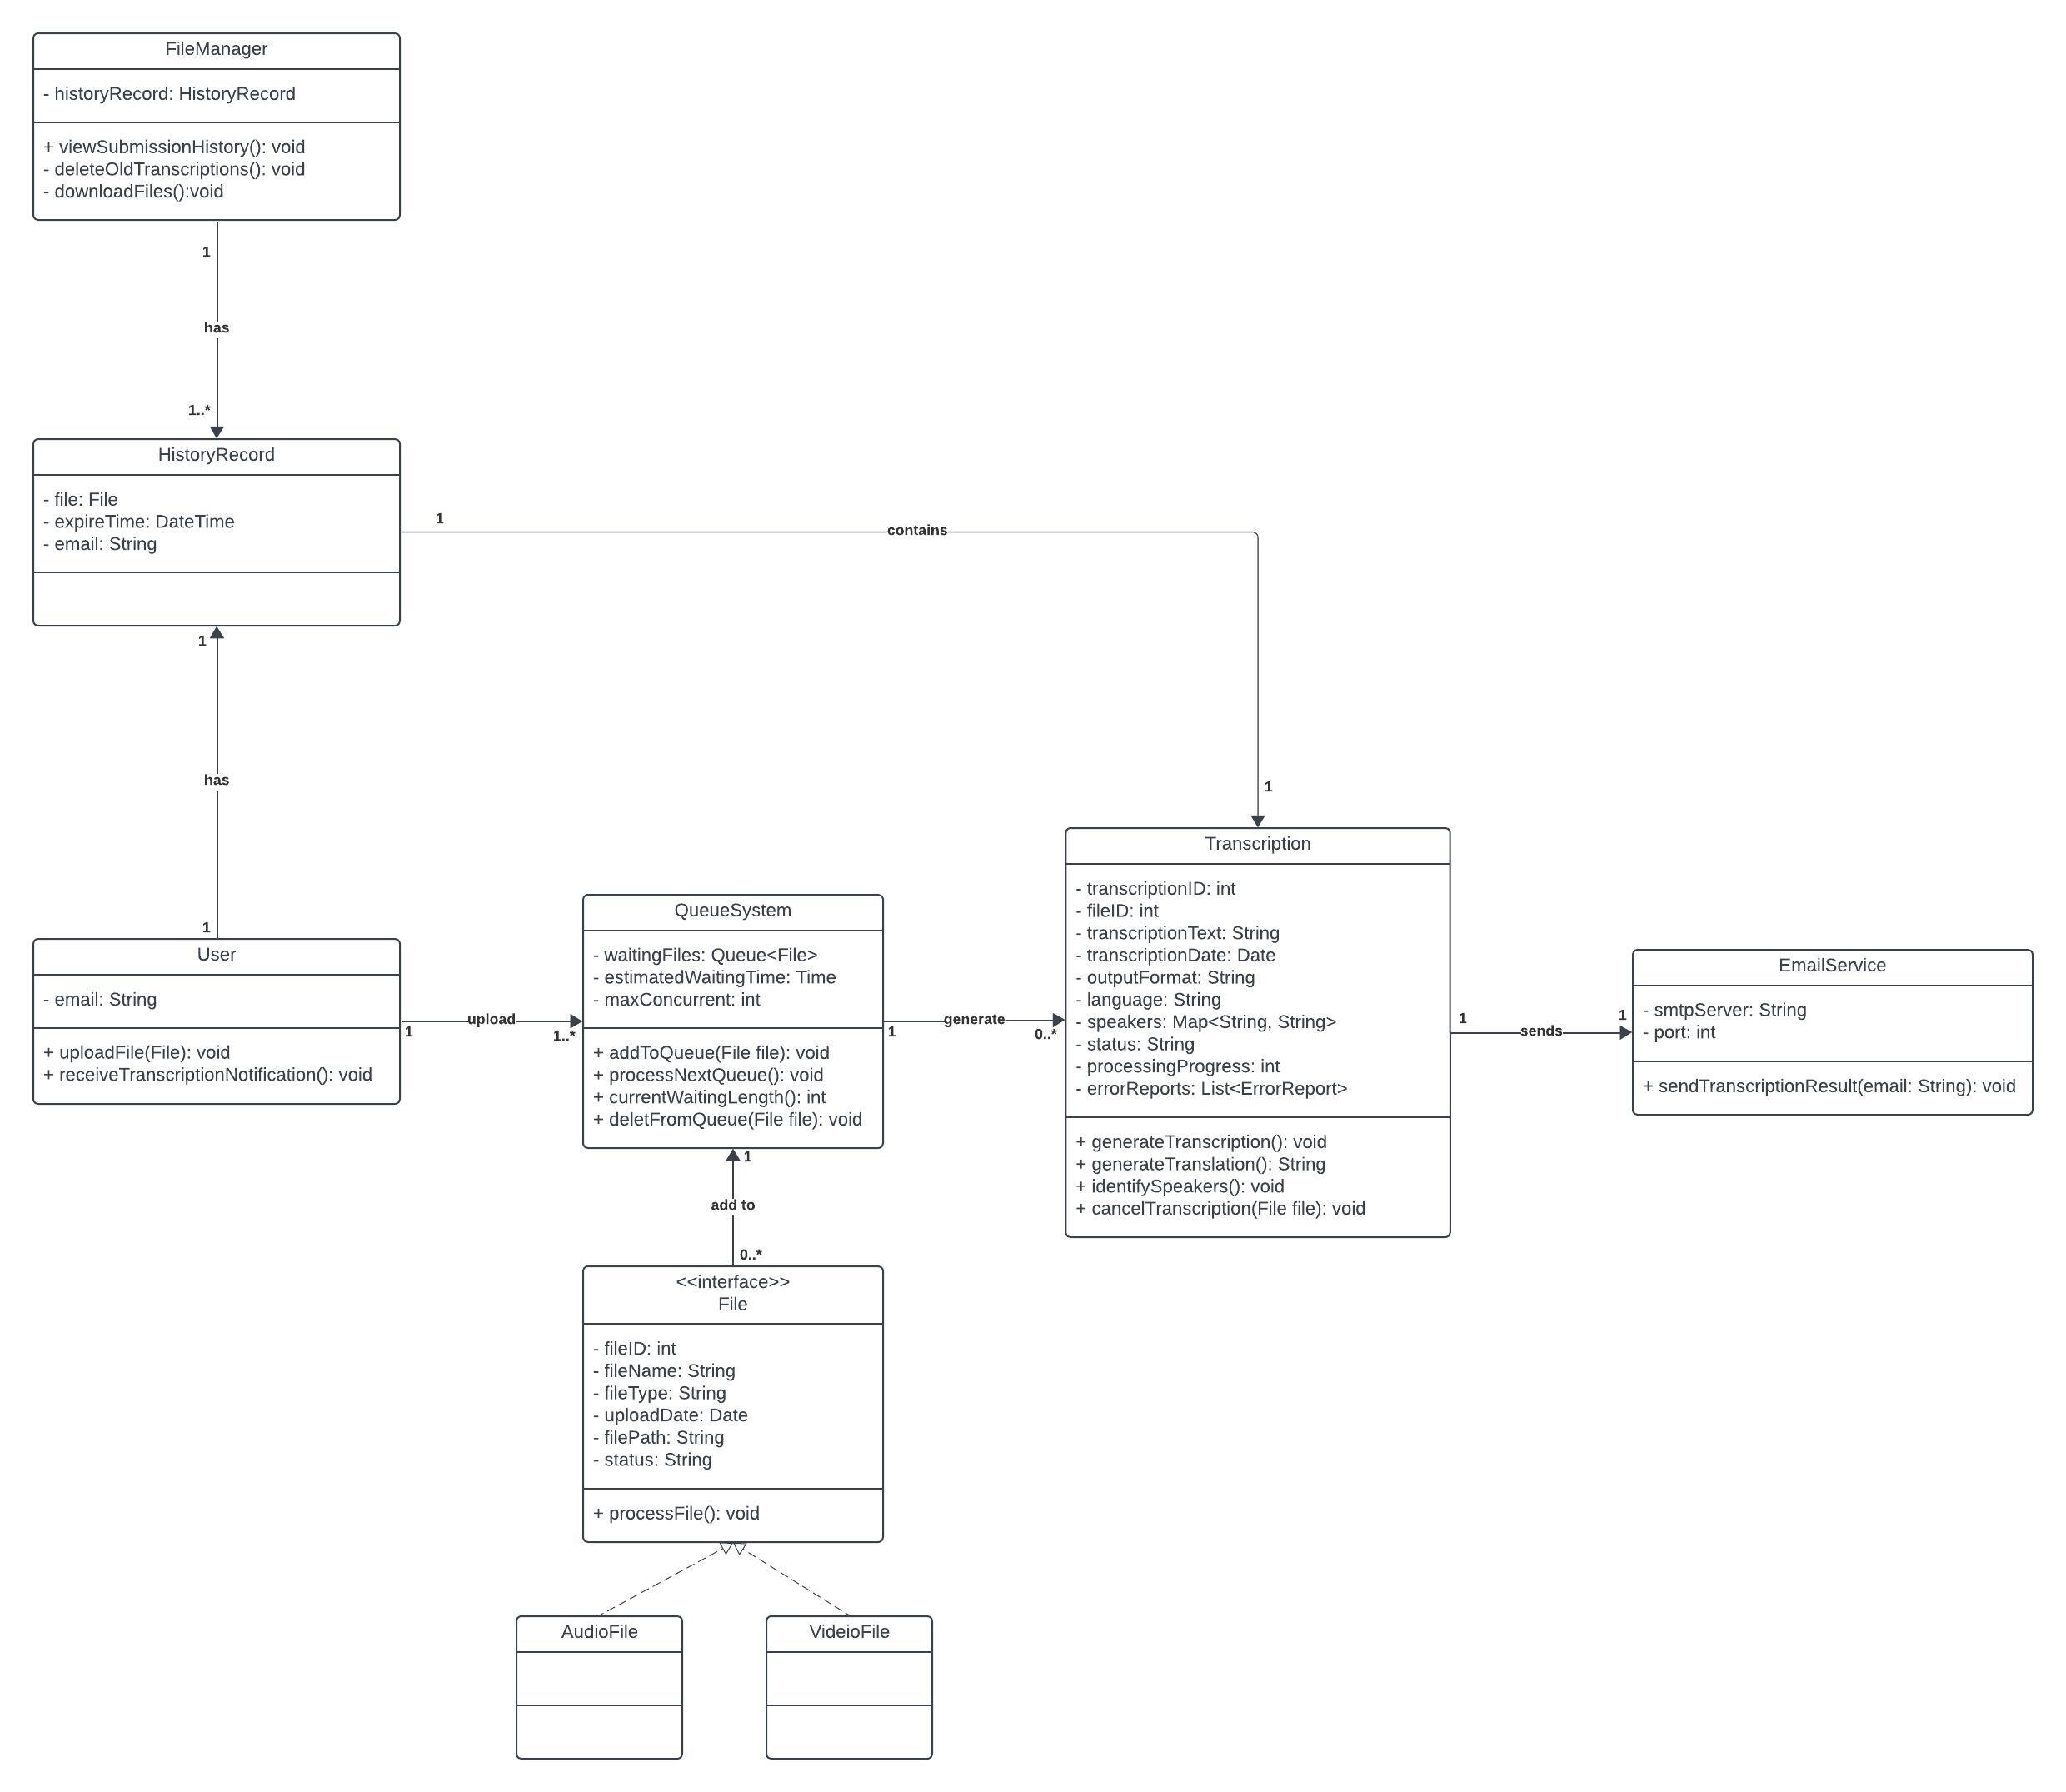 FileManager
- historyRecord: HistoryRecord
+ viewSubmissionHistory(): void
- deleteOldTranscriptions(): void
- downloadFiles():void
1
has
1..*
HistoryRecord
- file: File
- expireTime: DateTime
- email: String
1
contains
1
1
has
1
User
- email: String
+ uploadFile(File): void
+ receiveTranscriptionNotification(): void
1
upload
1..*
QueueSystem
- waitingFiles: Queue<File>
- estimatedWaitingTime: Time
- maxConcurrent: int
+ addToQueue(File file): void
+ processNextQueue(): void
+ currentWaitingLength(): int
+ deletFromQueue(File file): void
1
generate
0..*
Transcription
- transcriptionID: int
- fileID: int
- transcriptionText: String
- transcriptionDate: Date
- outputFormat: String
- language: String
- speakers: Map<String, String>
- status: String
- processingProgress: int
- errorReports: List<ErrorReport>
+ generateTranscription(): void
+ generateTranslation(): String
+ identifySpeakers(): void
+ cancelTranscription(File file): void
1
sends
1
EmailService
- smtpServer: String
- port: int
+ sendTranscriptionResult(email: String): void
1
add to
0..*
<<interface>>
File
- fileID: int
- fileName: String
- fileType: String
- uploadDate: Date
- filePath: String
- status: String
+ processFile(): void
AudioFile
VideioFile